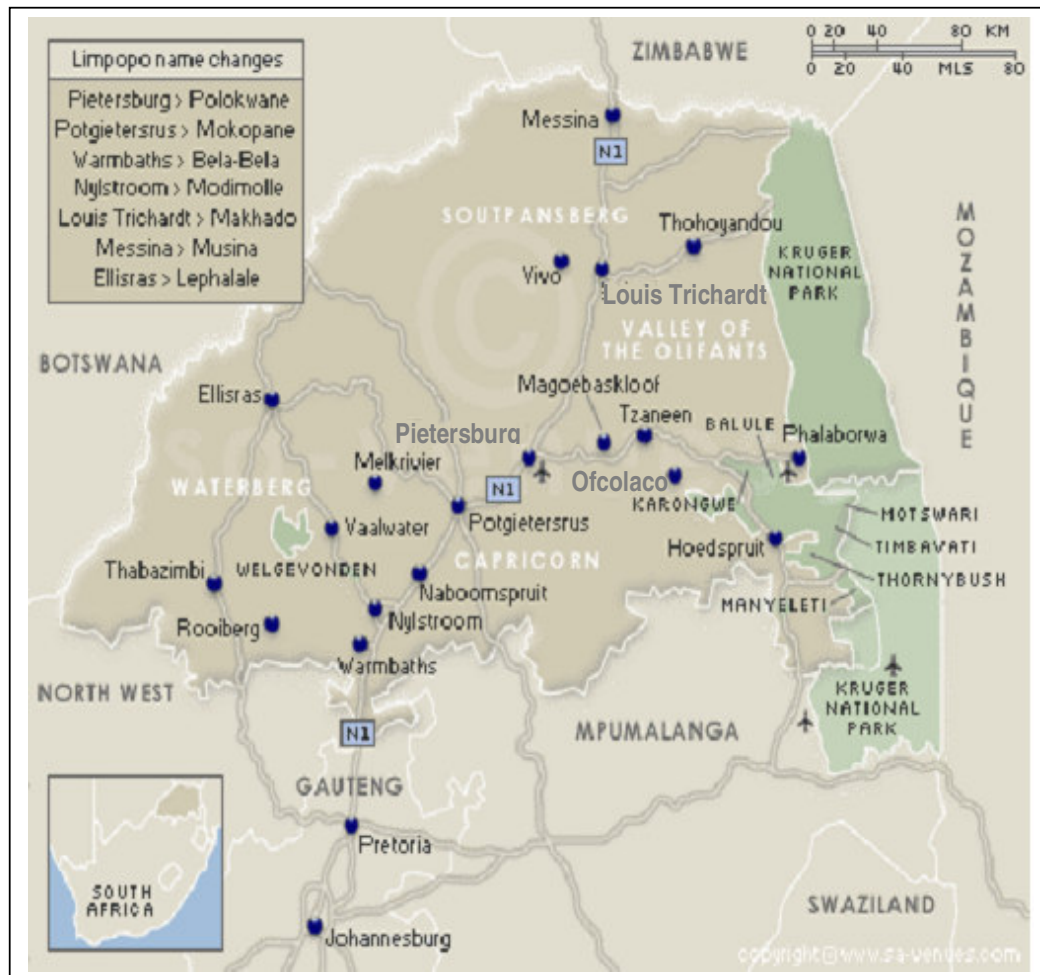 Limpopo name changes
Pietersburg > Polokwane
Potgietersrus > Mokopane
Warmbaths > Bela-Bela
Nylstroom > Modimolle
Louis Trichardt > Makhado
Messina > Musina
Ellisras > Lephalale
0 20 40 80 KM
0 20 40 MLS 80
ZIMBABWE
Messina
N1
SOUTPANSBERG
Thohoyandou
Vivo
Louis Trichardt
KRUGER
NATIONAL
PARK
MOZAMBIQUE
VALLEY OF
THE OLIFANTS
BOTSWANA
Ellisras
Magoebaskloof
Tzaneen
BALULE
Phalaborwa
Pietersburg
Melkrivier
WATERBERG
N1
Ofcolaco
KARONGWE
MOTSWARI
Potgietersrus
Vaalwater
Hoedspruit
TIMBAVATI
CAPRICORN
Thabazimbi
WELGEVONDEN
THORNYBUSH
Naboomspruit
MANYELETI
Nylstroom
Rooiberg
Warmbaths
NORTH WEST
KRUGER
NATIONAL
PARK
N1
MPUMALANGA
GAUTENG
Pretoria
SOUTH
AFRICA
SWAZILAND
Johannesburg
copyright©www.sa-venues.com